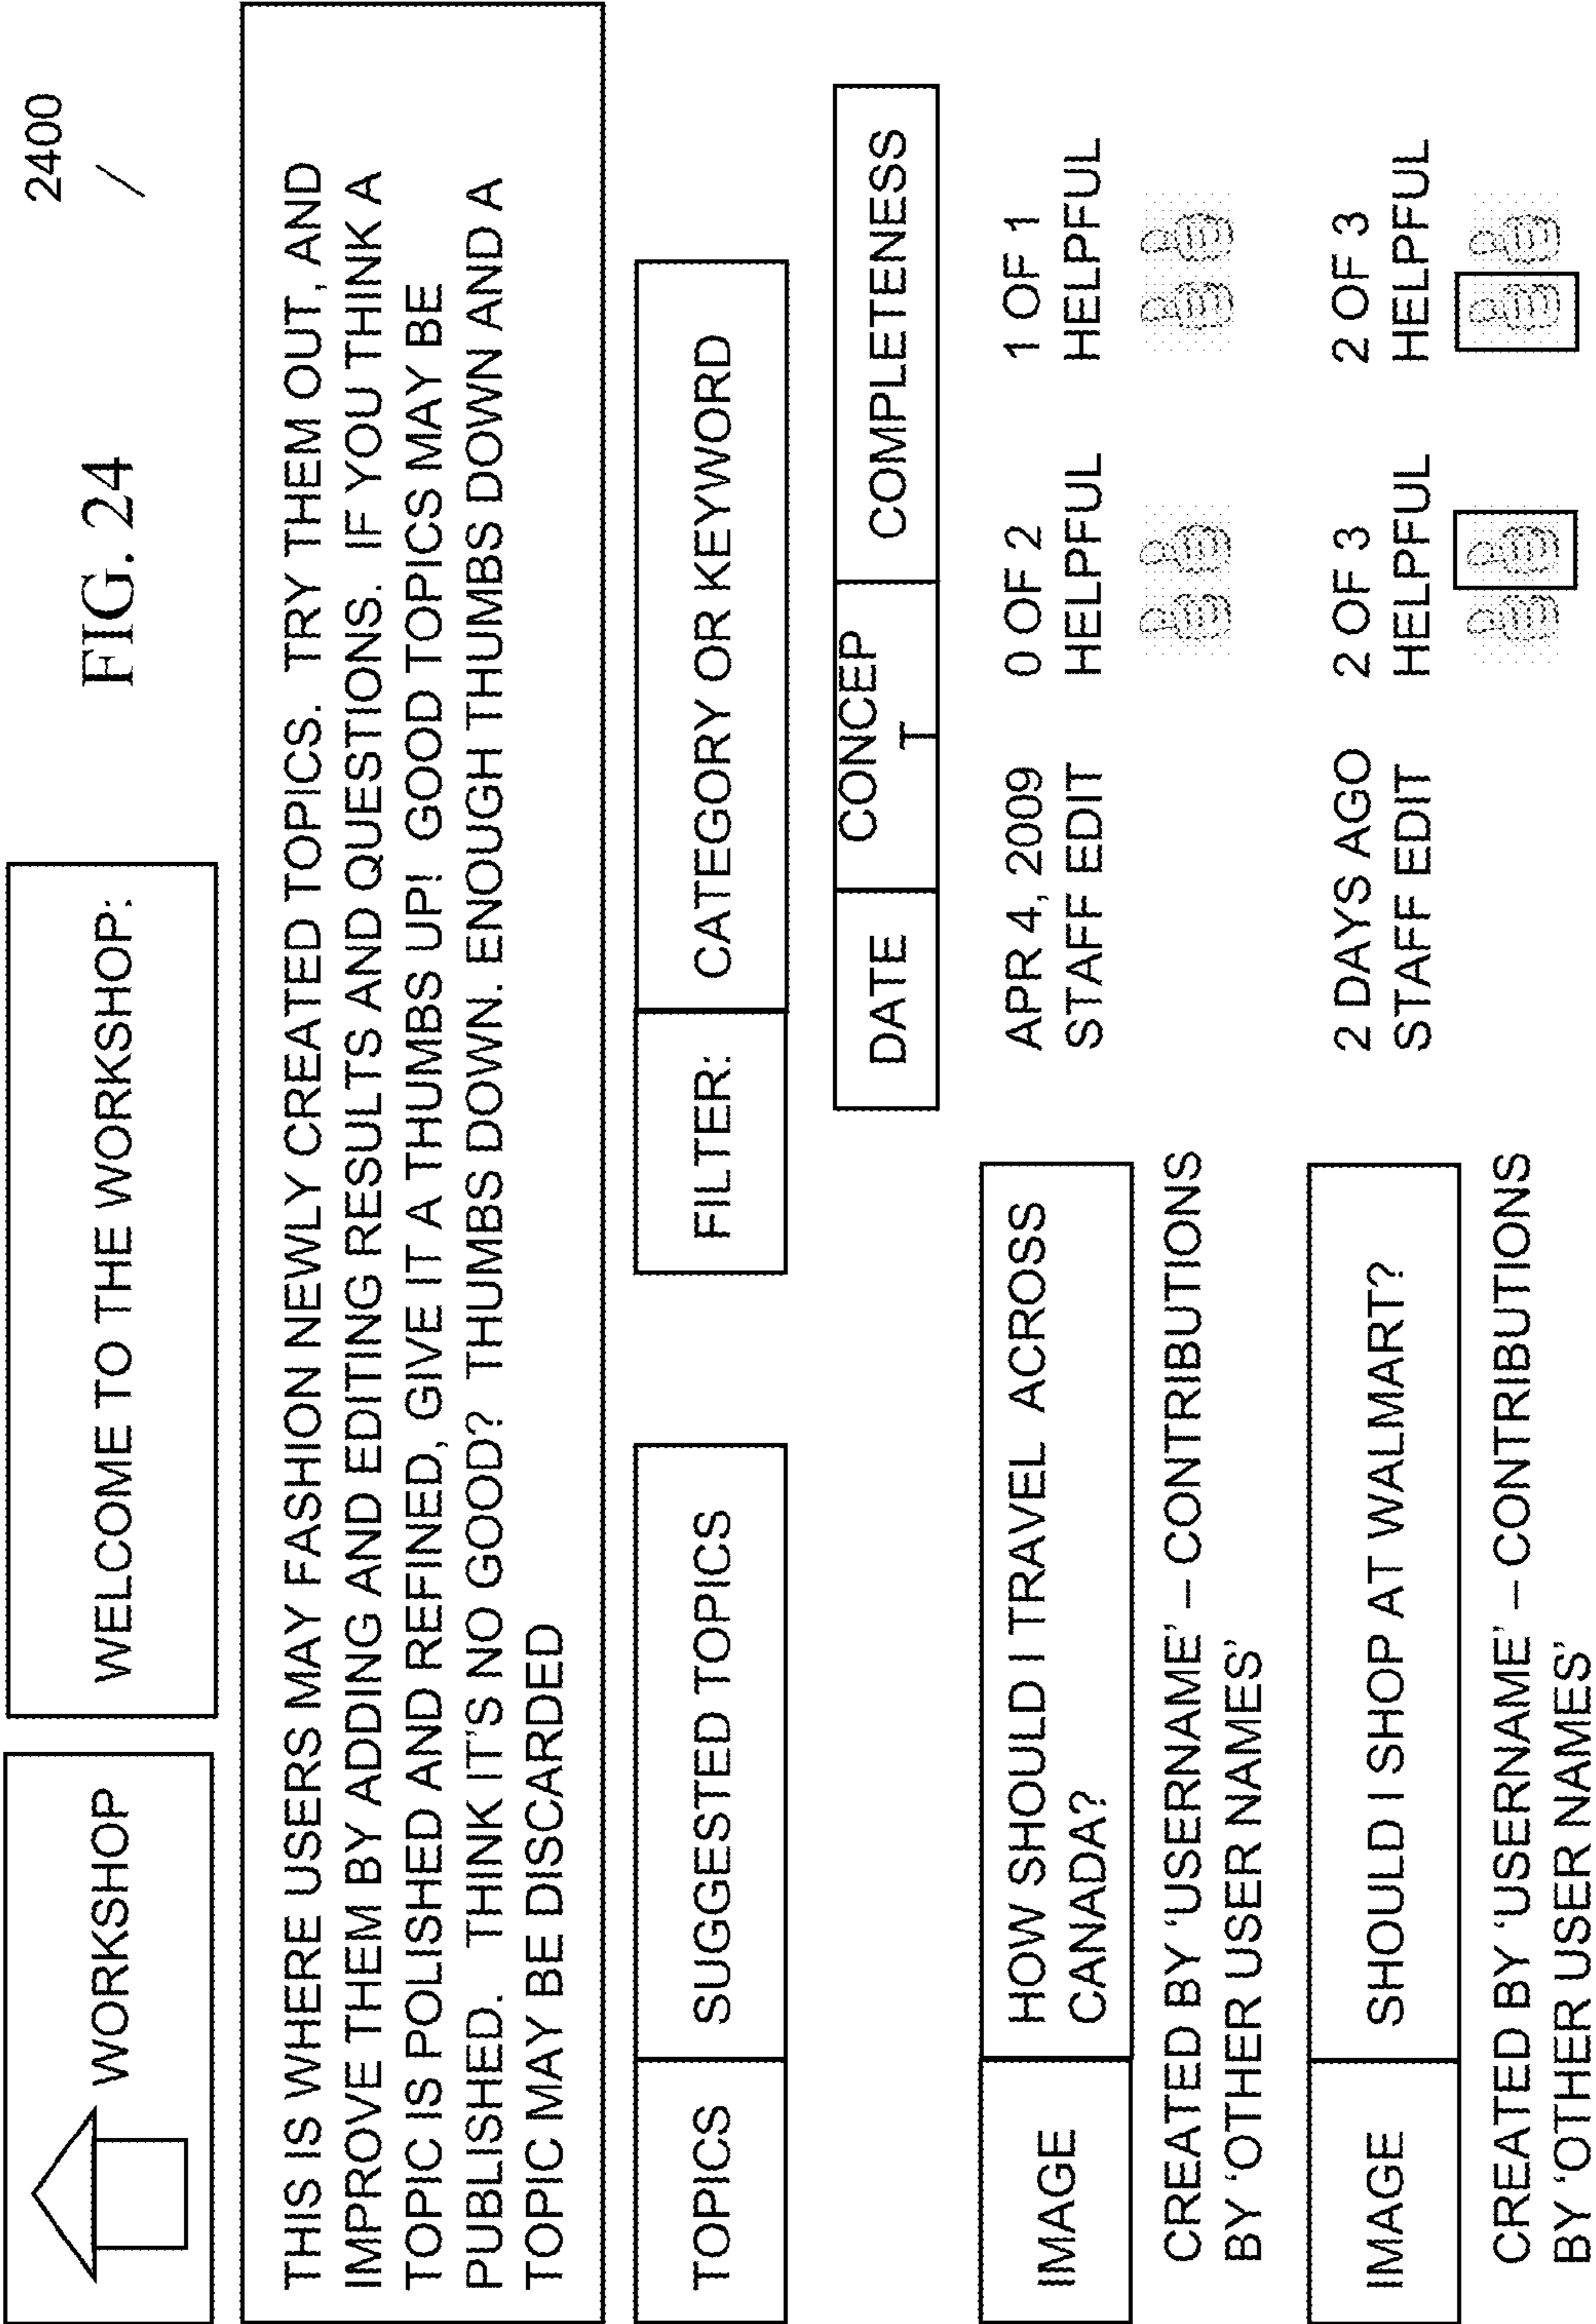 2400
FIG. 24
WORKSHOP
WELCOME TO THE WORKSHOP:
THIS IS WHERE USERS MAY FASHION NEWLY CREATED TOPICS. TRY THEM OUT, AND
IMPROVE THEM BY ADDING AND EDITING RESULTS AND QUESTIONS. IF YOU THINK A
TOPIC IS POLISHED AND REFINED, GIVE IT A THUMBS UP! GOOD TOPICS MAY BE
PUBLISHED. THINK IT'S NO GOOD? THUMBS DOWN. ENOUGH THUMBS DOWN AND A
TOPIC MAY BE DISCARDED
TOPICS
SUGGESTED TOPICS
FILTER:
CATEGORY OR KEYWORD
DATE
CONCEP
T
COMPLETENESS
IMAGE
HOW SHOULD I TRAVEL ACROSS
CANADA?
APR 4, 2009
STAFF EDIT
0 OF 2
HELPFUL
1 OF 1
HELPFUL
CREATED BY 'USERNAME' – CONTRIBUTIONS
BY 'OTHER USER NAMES'
IMAGE
SHOULD I SHOP AT WALMART?
2 DAYS AGO
STAFF EDIT
2 OF 3
HELPFUL
2 OF 3
HELPFUL
CREATED BY 'USERNAME' – CONTRIBUTIONS
BY 'OTHER USER NAMES'